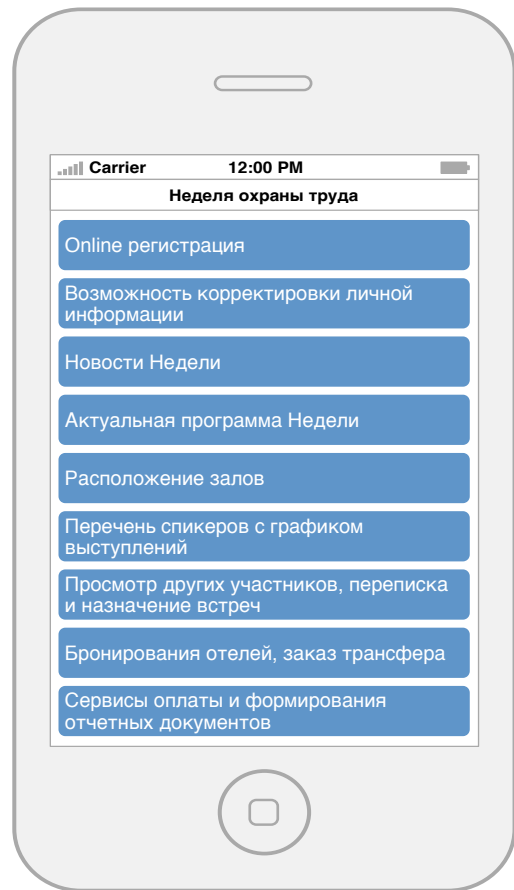 Carrier 12:00 PM
Неделя охраны труда
Online регистрация
Возможность корректировки личной
информации
Новости Недели
Актуальная программа Недели
Расположение залов
Перечень спикеров с графиком
выступлений
Просмотр других участников, переписка
и назначение встреч
Бронирования отелей, заказ трансфера
Сервисы оплаты и формирования
отчетных документов